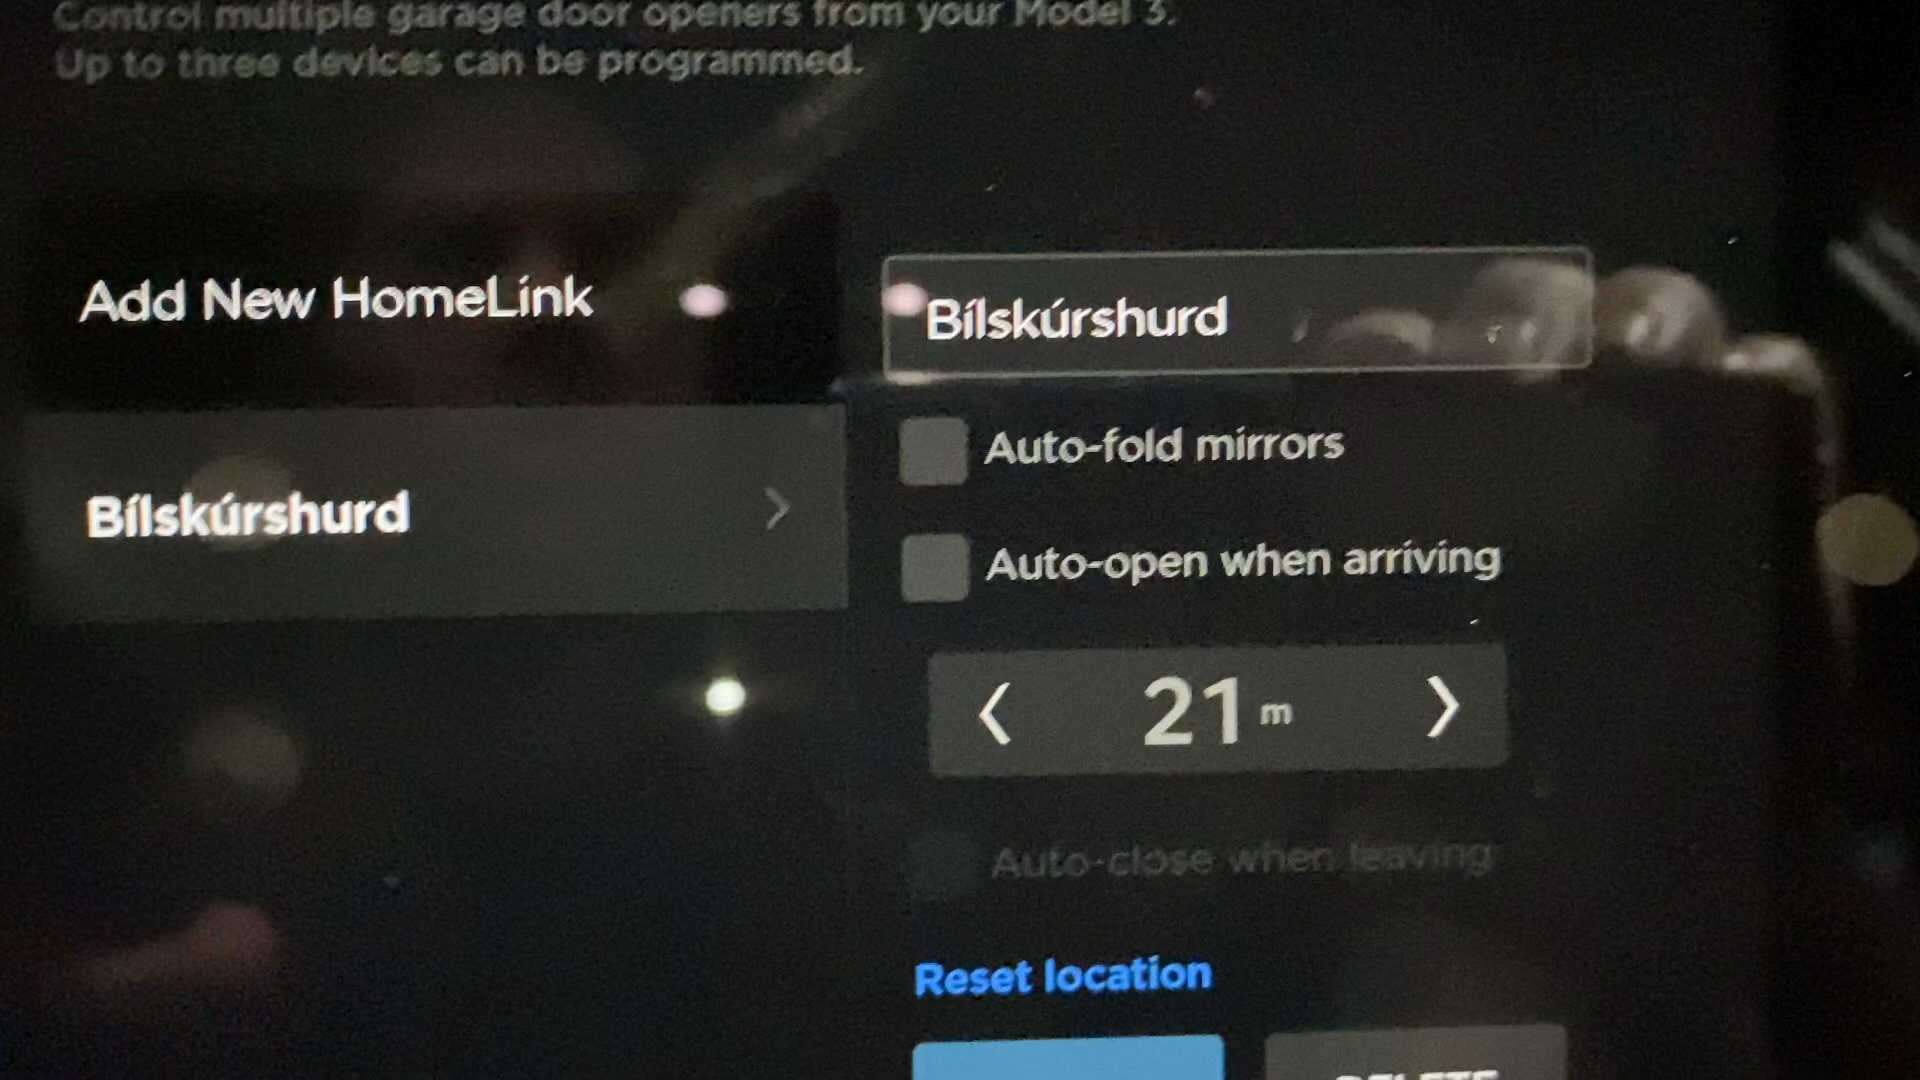 Control multiple garage door openers from your Model 3.
Up to three devices can be programmed.
Add New HomeLink
Bílskúrshurd
Bílskúrshurd
Auto-fold mirrors
Auto-open when arriving
21 m
Auto-close when leaving
Reset location
DELETE